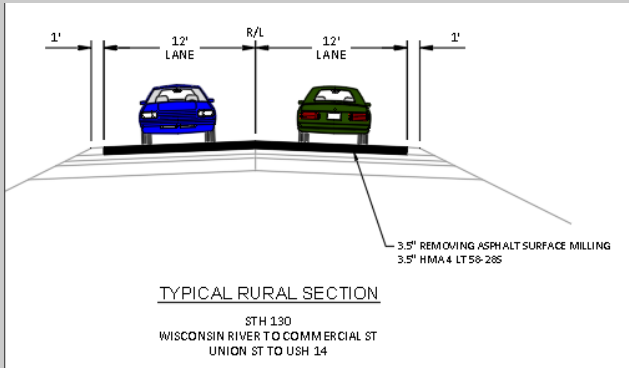 1'
12'
LANE
R/L
12'
LANE
1'
3.5" REMOVING ASPHALT SURFACE MILLING
3.5" HMA 4 LT 58-28S
TYPICAL RURAL SECTION
STH 130
WISCONSIN RIVER TO COMMERCIAL ST
UNION ST TO USH 14